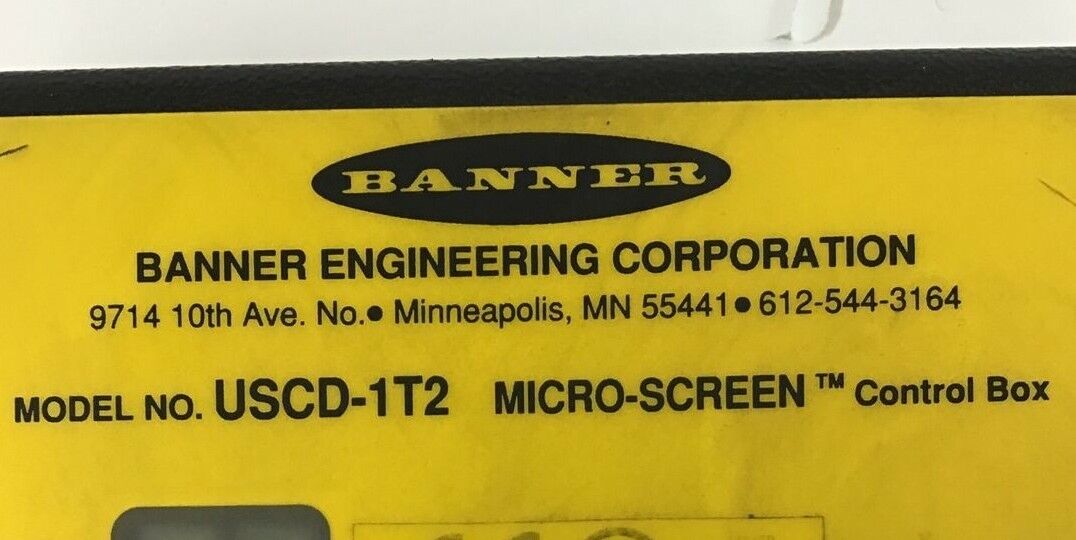 BANNER
BANNER ENGINEERING CORPORATION
9714 10th Ave. No.● Minneapolis, MN 55441● 612-544-3164
MODEL NO. USCD-1T2 MICRO-SCREEN™ Control Box